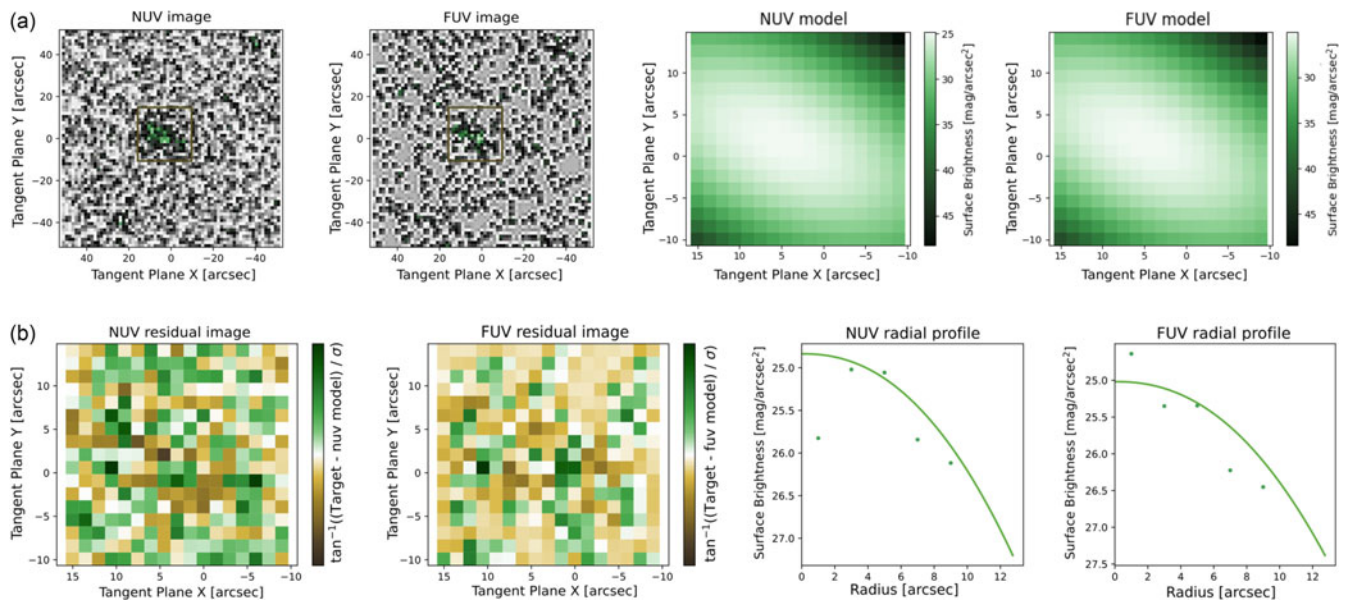 (a)
NUV image
FUV image
NUV model
FUV model
Tangent Plane Y [arcsec]
40
20
0
−20
−40
40 20 0 −20 −40
Tangent Plane X [arcsec]
Tangent Plane Y [arcsec]
40
20
0
−20
−40
40 20 0 −20 −40
Tangent Plane X [arcsec]
Tangent Plane Y [arcsec]
10
5
0
−5
−10
15 10 5 0 −5 −10
Tangent Plane X [arcsec]
25
30
35
40
45
Surface Brightness [mag/arcsec²]
Tangent Plane Y [arcsec]
10
5
0
−5
−10
15 10 5 0 −5 −10
Tangent Plane X [arcsec]
30
35
40
45
Surface Brightness [mag/arcsec²]
(b)
NUV residual image
FUV residual image
NUV radial profile
FUV radial profile
Tangent Plane Y [arcsec]
10
5
0
−5
−10
15 10 5 0 −5 −10
Tangent Plane X [arcsec]
tan⁻¹((Target - nuv model) / σ)
Tangent Plane Y [arcsec]
10
5
0
−5
−10
15 10 5 0 −5 −10
Tangent Plane X [arcsec]
tan⁻¹((Target - fuv model) / σ)
Surface Brightness [mag/arcsec²]
25.0
25.5
26.0
26.5
27.0
0 2 4 6 8 10 12
Radius [arcsec]
Surface Brightness [mag/arcsec²]
25.0
25.5
26.0
26.5
27.0
27.5
0 2 4 6 8 10 12
Radius [arcsec]